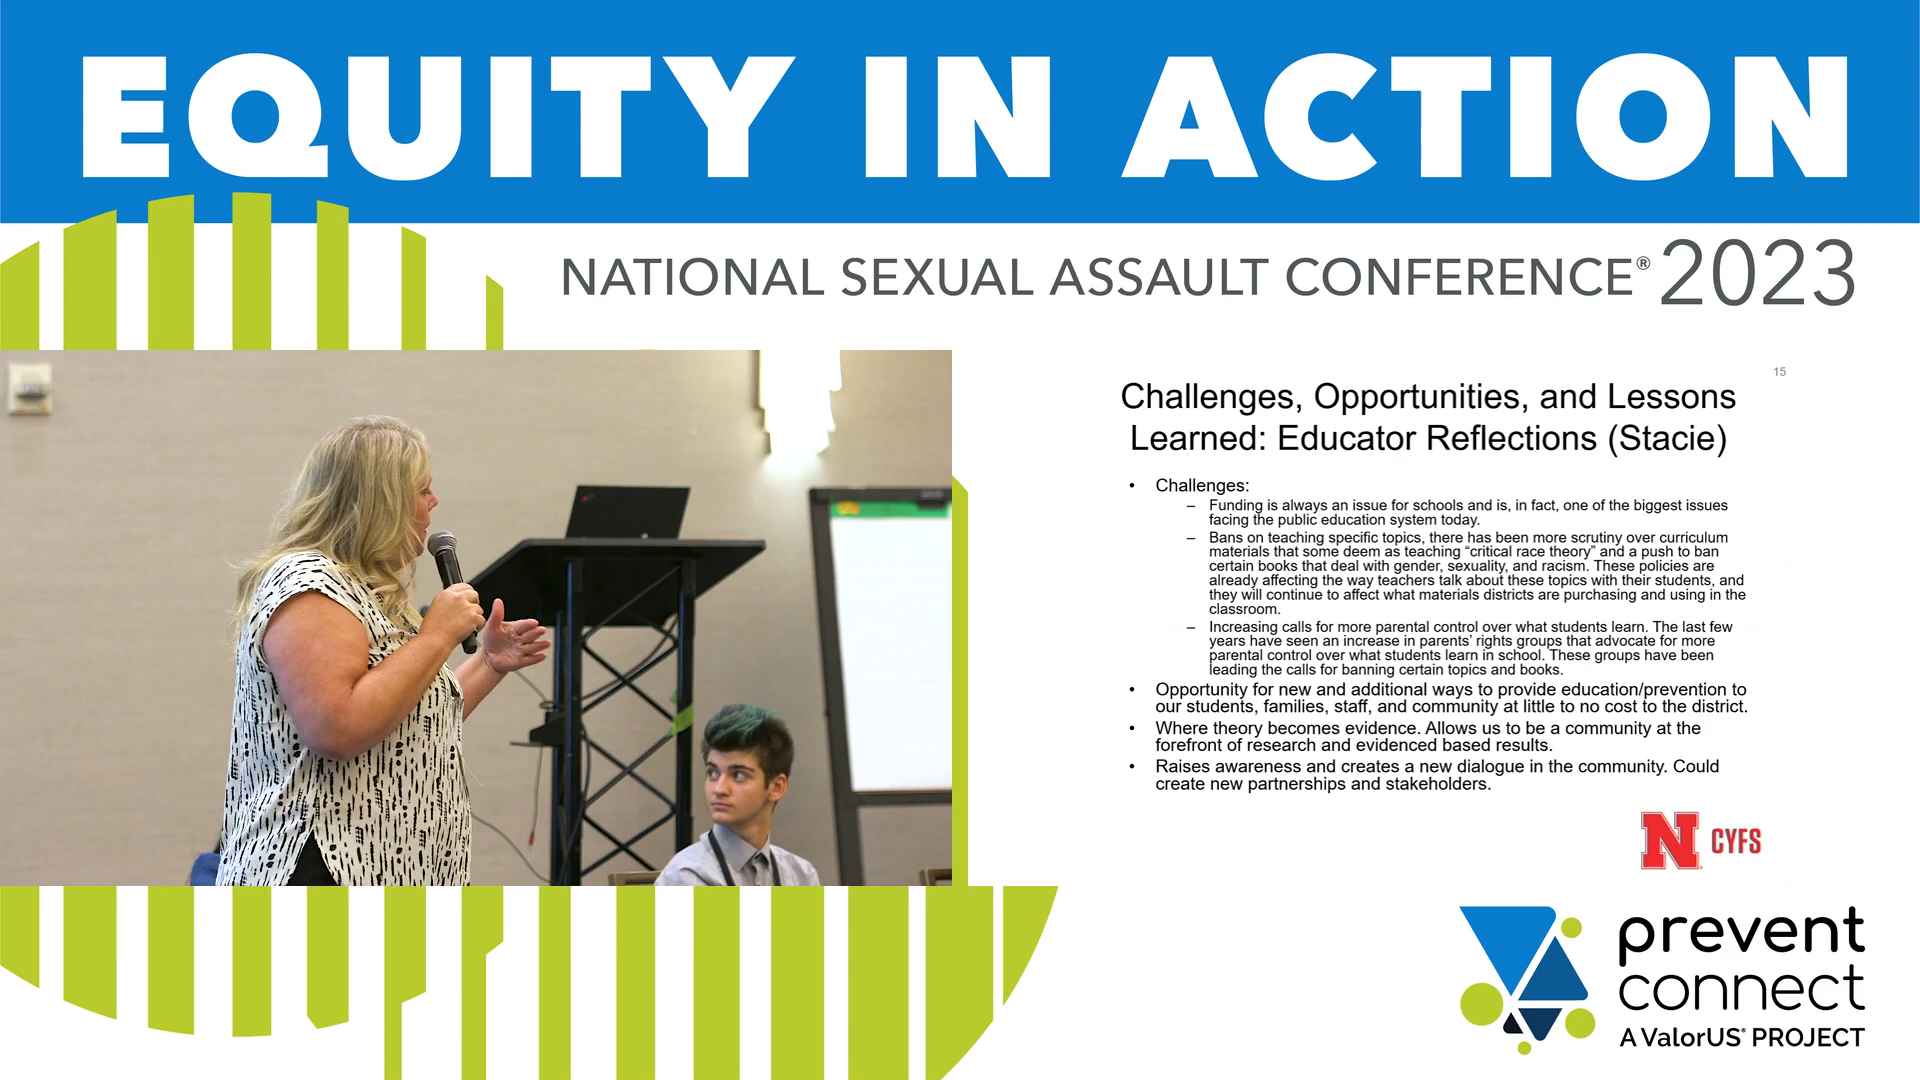 EQUITY IN ACTION
NATIONAL SEXUAL ASSAULT CONFERENCE® 2023
15
Challenges, Opportunities, and Lessons
Learned: Educator Reflections (Stacie)
• Challenges:
– Funding is always an issue for schools and is, in fact, one of the biggest issues
facing the public education system today.
– Bans on teaching specific topics, there has been more scrutiny over curriculum
materials that some deem as teaching “critical race theory” and a push to ban
certain books that deal with gender, sexuality, and racism. These policies are
already affecting the way teachers talk about these topics with their students, and
they will continue to affect what materials districts are purchasing and using in the
classroom.
– Increasing calls for more parental control over what students learn. The last few
years have seen an increase in parents’ rights groups that advocate for more
parental control over what students learn in school. These groups have been
leading the calls for banning certain topics and books.
• Opportunity for new and additional ways to provide education/prevention to
our students, families, staff, and community at little to no cost to the district.
• Where theory becomes evidence. Allows us to be a community at the
forefront of research and evidenced based results.
• Raises awareness and creates a new dialogue in the community. Could
create new partnerships and stakeholders.
N CYFS
prevent
connect
A ValorUS® PROJECT